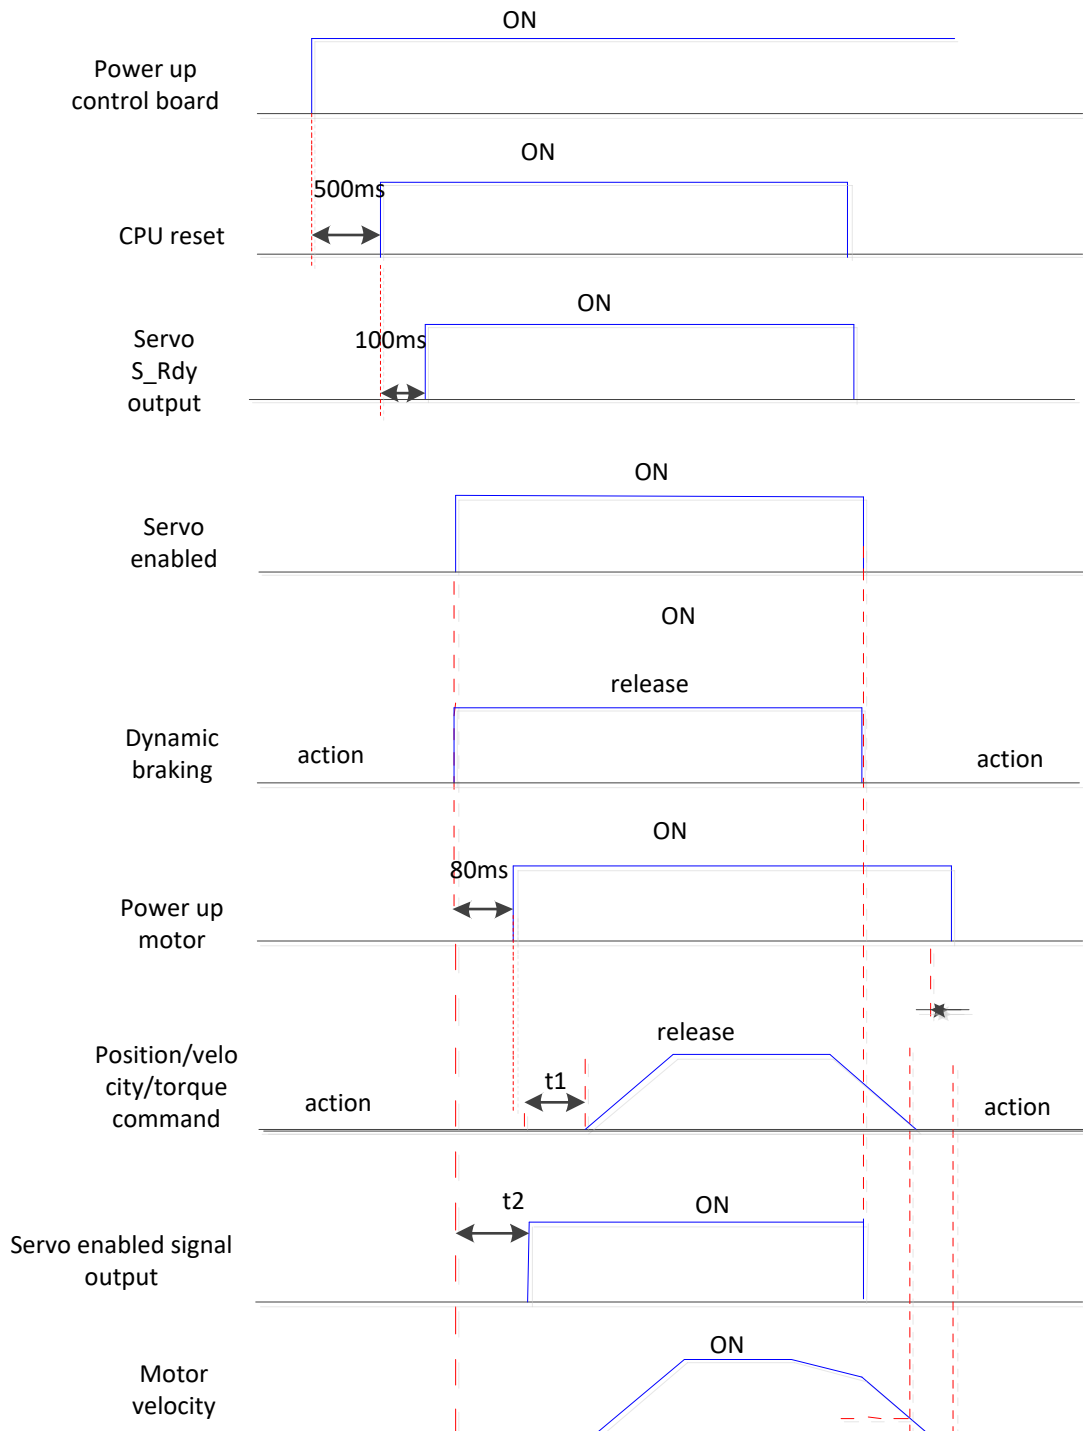 ON
Power up
control board
ON
500ms
CPU reset
ON
Servo
S_Rdy
output
100ms
ON
Servo
enabled
ON
release
Dynamic
braking
action
action
ON
80ms
Power up
motor
release
Position/velo
city/torque
command
action
t1
action
t2
ON
Servo enabled signal
output
ON
Motor
velocity